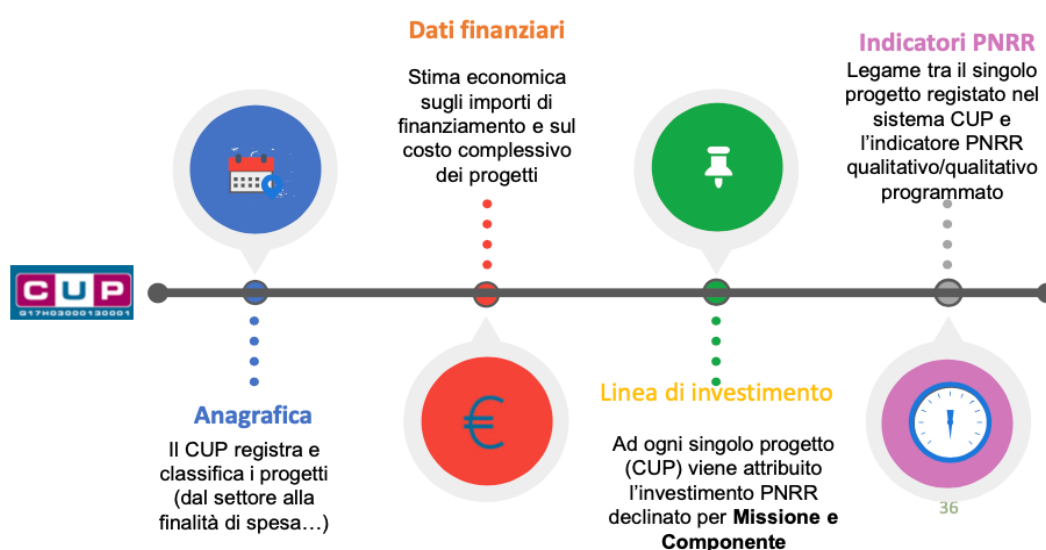 CUP
G17H03000130001
Anagrafica
Il CUP registra e
classifica i progetti
(dal settore alla
finalità di spesa…)
Dati finanziari
Stima economica
sugli importi di
finanziamento e sul
costo complessivo
dei progetti
€
Linea di investimento
Ad ogni singolo progetto
(CUP) viene attribuito
l’investimento PNRR
declinato per Missione e
Componente
Indicatori PNRR
Legame tra il singolo
progetto registato nel
sistema CUP e
l’indicatore PNRR
qualitativo/qualitativo
programmato
36